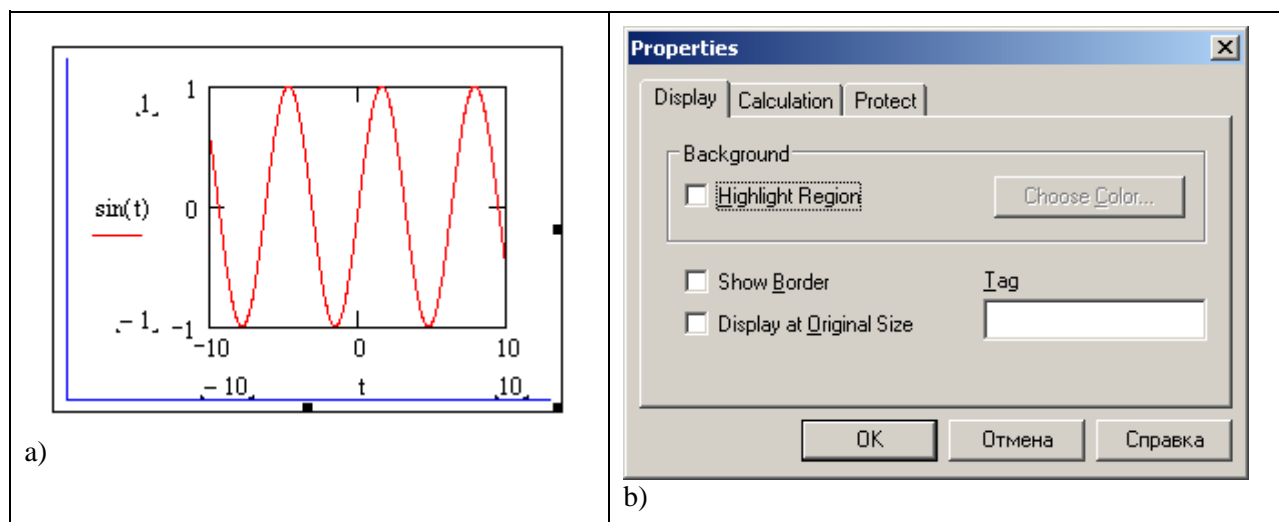 1
1
sin(t)
0
−1
-1
-10
0
10
−10
t
10
a)
Properties
Display
Calculation
Protect
Background
Highlight Region
Choose Color...
Show Border
Tag
Display at Original Size
OK
Отмена
Справка
b)